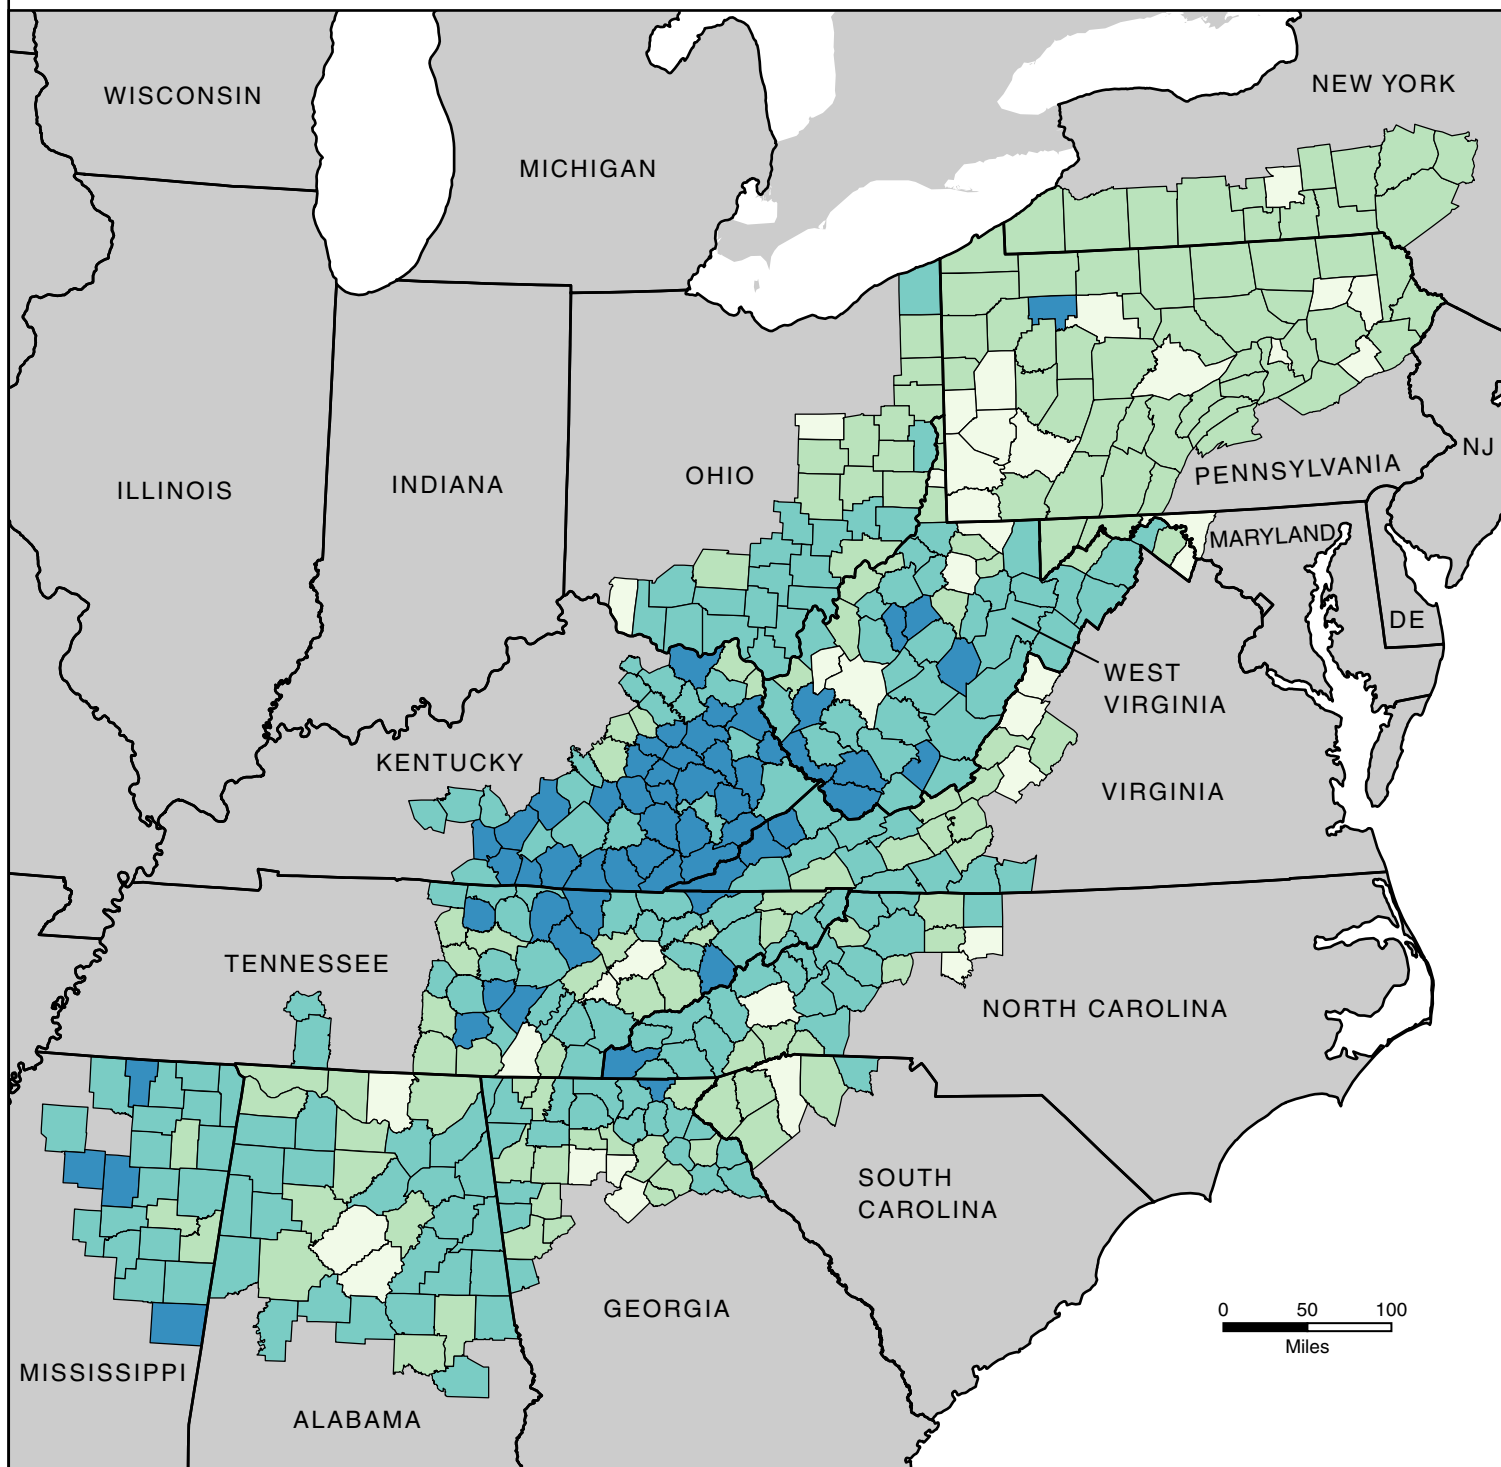 WISCONSIN
NEW YORK
MICHIGAN
ILLINOIS
INDIANA
OHIO
PENNSYLVANIA
NJ
MARYLAND
DE
WEST
VIRGINIA
KENTUCKY
VIRGINIA
TENNESSEE
NORTH CAROLINA
SOUTH
CAROLINA
GEORGIA
0 50 100
Miles
MISSISSIPPI
ALABAMA